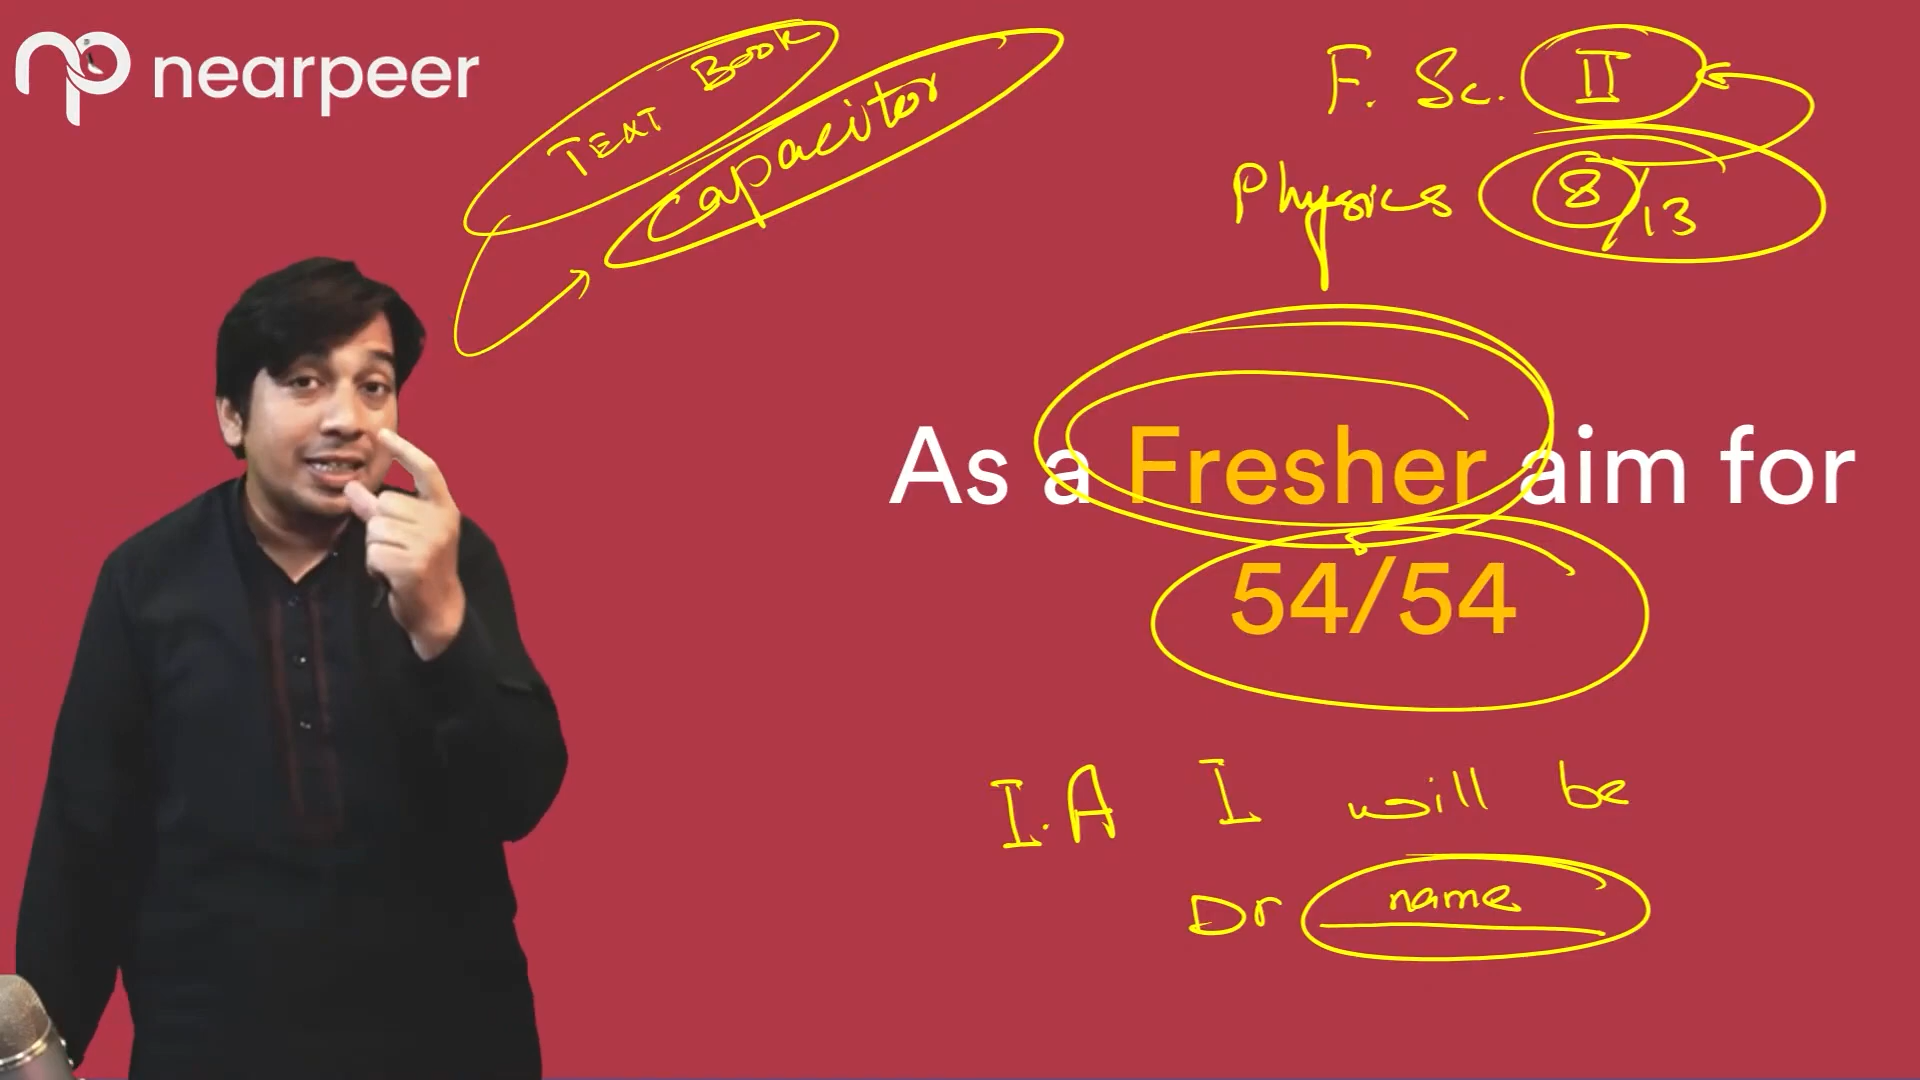 nearpeer
TEXT BOOK
capacitor
F. Sc. II
Physics 8/13
As a Fresher aim for
54/54
I.A I will be
Dr name